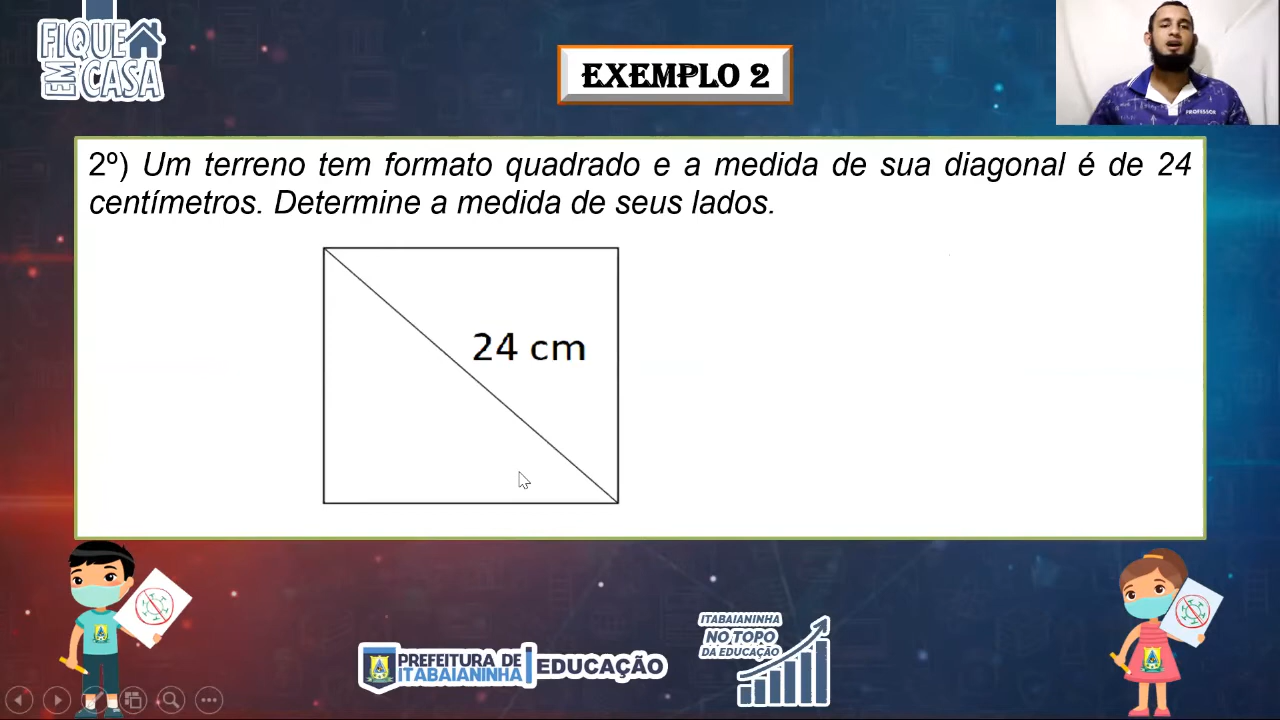 FIQUE
EM CASA
EXEMPLO 2
PROFESSOR
2º) Um terreno tem formato quadrado e a medida de sua diagonal é de 24
centímetros. Determine a medida de seus lados.
24 cm
ITABAIANINHA
NO TOPO
DA EDUCAÇÃO
PREFEITURA DE
ITABAIANINHA
EDUCAÇÃO